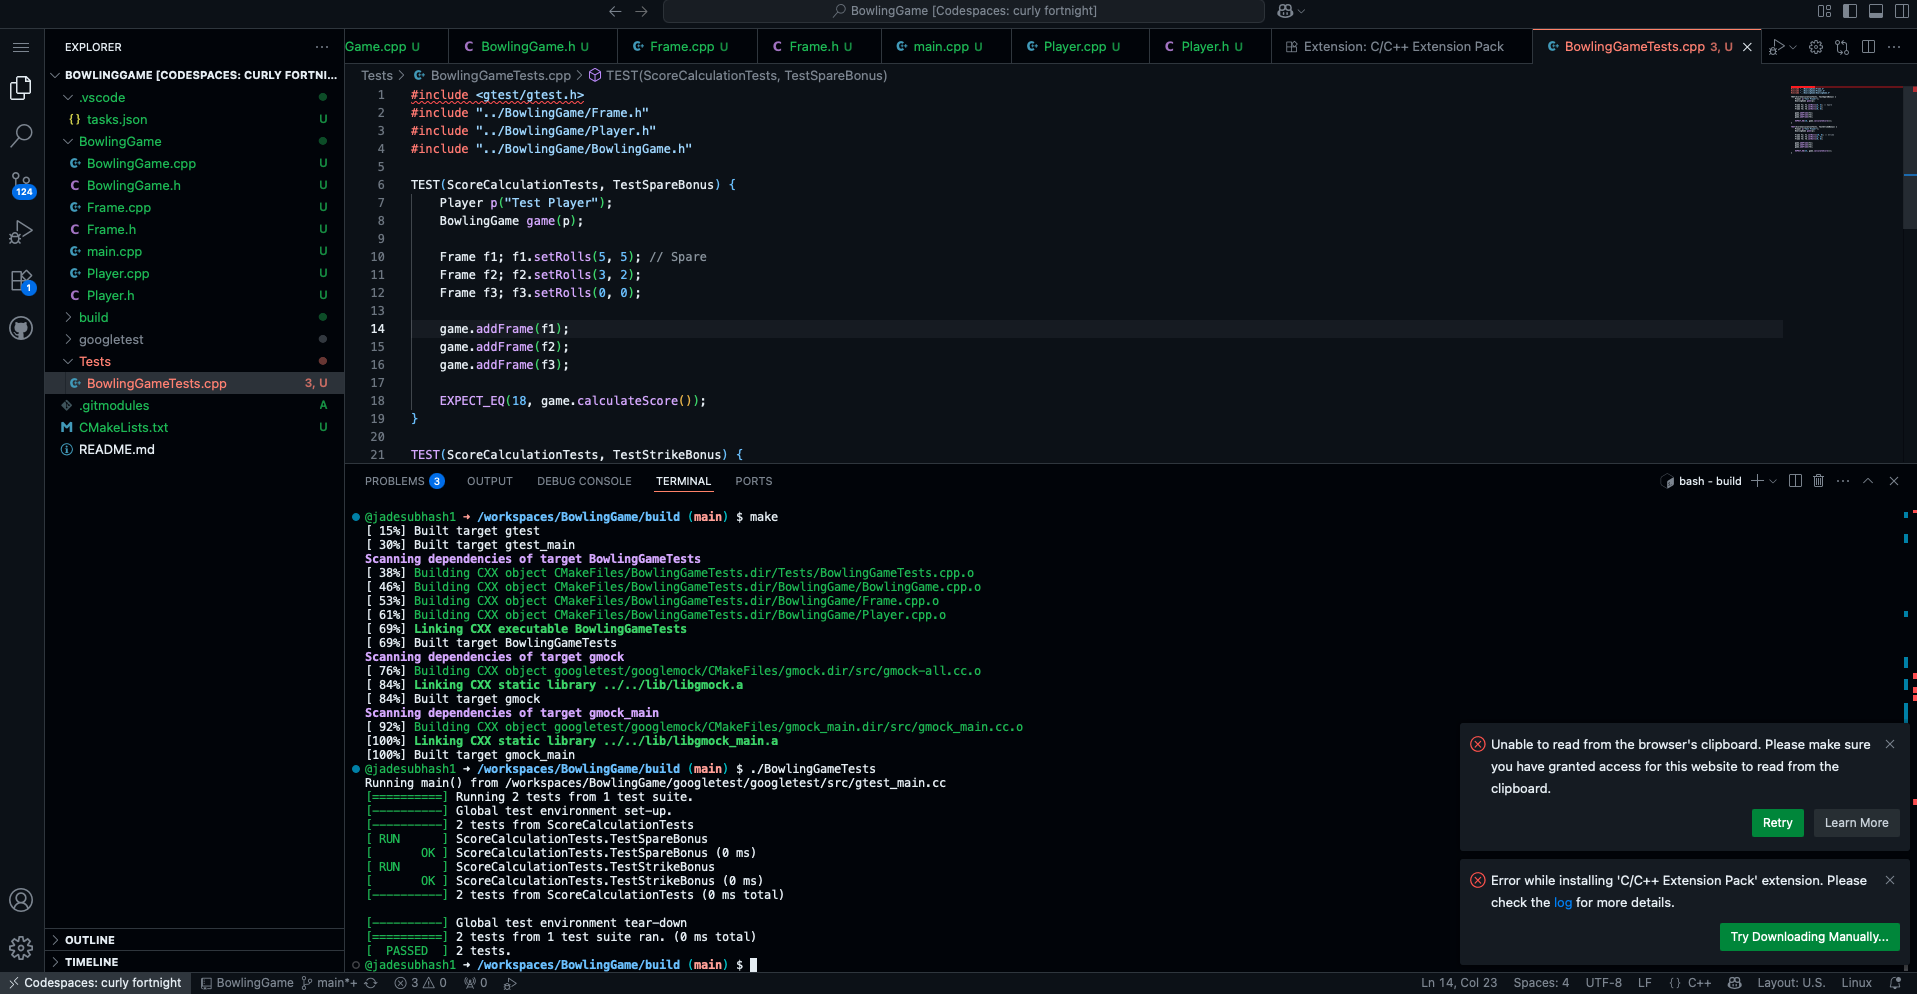 BowlingGame [Codespaces: curly fortnight]
EXPLORER
Game.cpp U
BowlingGame.h U
Frame.cpp U
Frame.h U
main.cpp U
Player.cpp U
Player.h U
Extension: C/C++ Extension Pack
BowlingGameTests.cpp 3, U
BOWLINGGAME [CODESPACES: CURLY FORTNI...
.vscode
tasks.json U
BowlingGame
BowlingGame.cpp U
BowlingGame.h U
Frame.cpp U
Frame.h U
main.cpp U
Player.cpp U
Player.h U
build
googletest
Tests
BowlingGameTests.cpp 3, U
.gitmodules A
CMakeLists.txt U
README.md
124
1
OUTLINE
TIMELINE
Tests > BowlingGameTests.cpp > TEST(ScoreCalculationTests, TestSpareBonus)
1 #include <gtest/gtest.h>
2 #include "../BowlingGame/Frame.h"
3 #include "../BowlingGame/Player.h"
4 #include "../BowlingGame/BowlingGame.h"
5
6 TEST(ScoreCalculationTests, TestSpareBonus) {
7 Player p("Test Player");
8 BowlingGame game(p);
9
10 Frame f1; f1.setRolls(5, 5); // Spare
11 Frame f2; f2.setRolls(3, 2);
12 Frame f3; f3.setRolls(0, 0);
13
14 game.addFrame(f1);
15 game.addFrame(f2);
16 game.addFrame(f3);
17
18 EXPECT_EQ(18, game.calculateScore());
19 }
20
21 TEST(ScoreCalculationTests, TestStrikeBonus) {
PROBLEMS 3 OUTPUT DEBUG CONSOLE TERMINAL PORTS
bash - build
@jadesubhash1 → /workspaces/BowlingGame/build (main) $ make
[ 15%] Built target gtest
[ 30%] Built target gtest_main
Scanning dependencies of target BowlingGameTests
[ 38%] Building CXX object CMakeFiles/BowlingGameTests.dir/Tests/BowlingGameTests.cpp.o
[ 46%] Building CXX object CMakeFiles/BowlingGameTests.dir/BowlingGame/BowlingGame.cpp.o
[ 53%] Building CXX object CMakeFiles/BowlingGameTests.dir/BowlingGame/Frame.cpp.o
[ 61%] Building CXX object CMakeFiles/BowlingGameTests.dir/BowlingGame/Player.cpp.o
[ 69%] Linking CXX executable BowlingGameTests
[ 69%] Built target BowlingGameTests
Scanning dependencies of target gmock
[ 76%] Building CXX object googletest/googlemock/CMakeFiles/gmock.dir/src/gmock-all.cc.o
[ 84%] Linking CXX static library ../../lib/libgmock.a
[ 84%] Built target gmock
Scanning dependencies of target gmock_main
[ 92%] Building CXX object googletest/googlemock/CMakeFiles/gmock_main.dir/src/gmock_main.cc.o
[100%] Linking CXX static library ../../lib/libgmock_main.a
[100%] Built target gmock_main
@jadesubhash1 → /workspaces/BowlingGame/build (main) $ ./BowlingGameTests
Running main() from /workspaces/BowlingGame/googletest/googletest/src/gtest_main.cc
[==========] Running 2 tests from 1 test suite.
[----------] Global test environment set-up.
[----------] 2 tests from ScoreCalculationTests
[ RUN      ] ScoreCalculationTests.TestSpareBonus
[       OK ] ScoreCalculationTests.TestSpareBonus (0 ms)
[ RUN      ] ScoreCalculationTests.TestStrikeBonus
[       OK ] ScoreCalculationTests.TestStrikeBonus (0 ms)
[----------] 2 tests from ScoreCalculationTests (0 ms total)
[----------] Global test environment tear-down
[==========] 2 tests from 1 test suite ran. (0 ms total)
[  PASSED  ] 2 tests.
@jadesubhash1 → /workspaces/BowlingGame/build (main) $
Unable to read from the browser's clipboard. Please make sure
you have granted access for this website to read from the
clipboard.
Retry
Learn More
Error while installing 'C/C++ Extension Pack' extension. Please
check the log for more details.
Try Downloading Manually...
Codespaces: curly fortnight
BowlingGame
main*+
3
0
0
Ln 14, Col 23
Spaces: 4
UTF-8
LF
{ } C++
Layout: U.S.
Linux